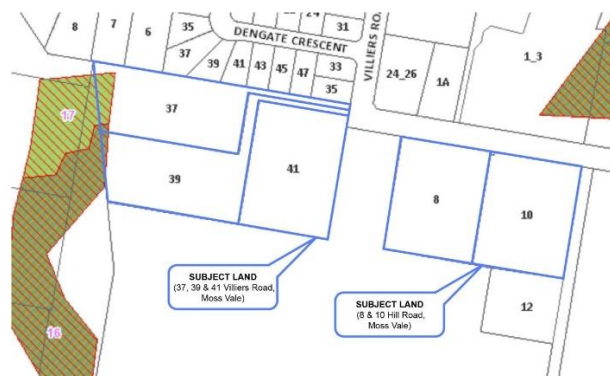 24
31
8
7
6
35
37
39
41
43
45
47
33
35
DENGATE CRESCENT
VILLIERS RO
24_26
1A
1_3
17
37
39
41
8
10
12
16
SUBJECT LAND
(37, 39 & 41 Villiers Road,
Moss Vale)
SUBJECT LAND
(8 & 10 Hill Road,
Moss Vale)